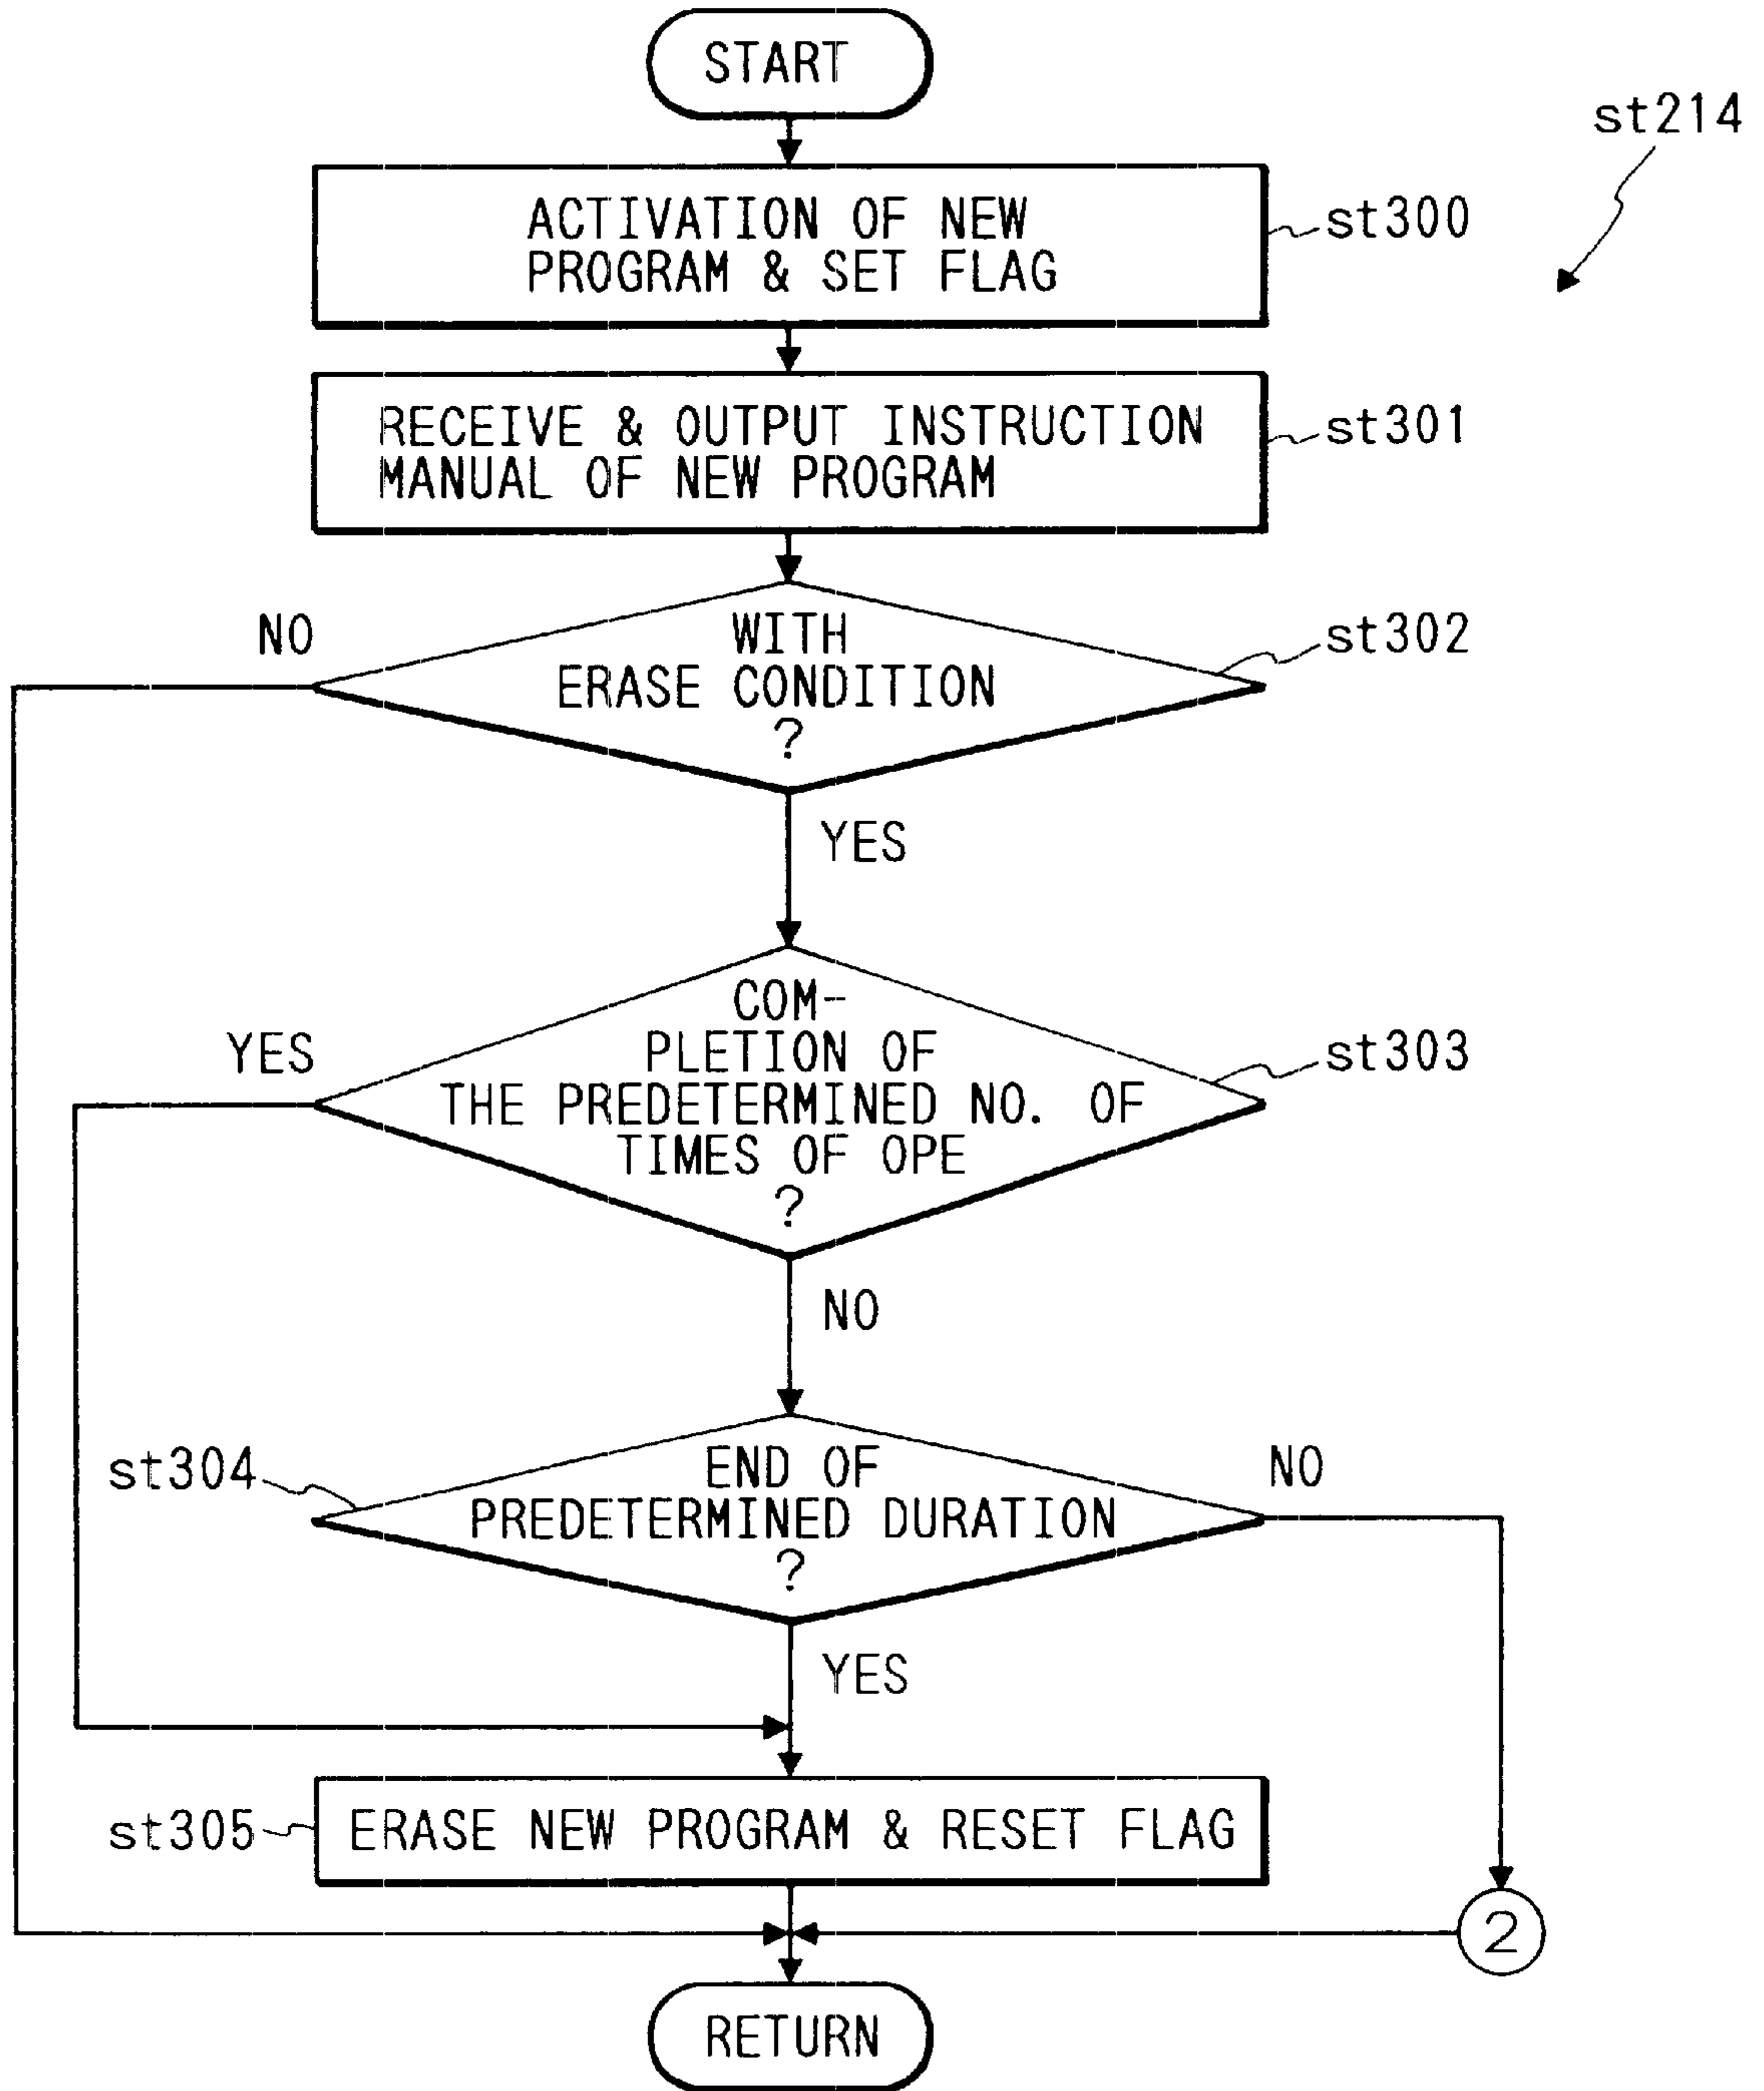 START
st214
ACTIVATION OF NEW
PROGRAM & SET FLAG
st300
RECEIVE & OUTPUT INSTRUCTION
MANUAL OF NEW PROGRAM
st301
NO
WITH
ERASE CONDITION
?
st302
YES
COM-
PLETION OF
THE PREDETERMINED NO. OF
TIMES OF OPE
?
YES
st303
NO
st304
END OF
PREDETERMINED DURATION
?
NO
YES
st305
ERASE NEW PROGRAM & RESET FLAG
2
RETURN